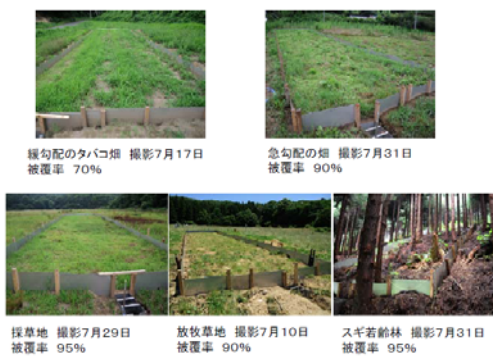 緩勾配のタバコ畑 撮影7月17日
被覆率 70%
急勾配の畑 撮影7月31日
被覆率 90%
採草地 撮影7月29日
被覆率 95%
放牧草地 撮影7月10日
被覆率 90%
スギ若齢林 撮影7月31日
被覆率 95%